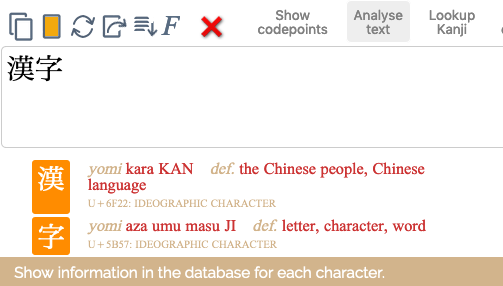 F
Show
codepoints
Analyse
text
Lookup
Kanji
漢字
漢
yomi kara KAN def. the Chinese people, Chinese
language
U+6F22: IDEOGRAPHIC CHARACTER
字
yomi aza umu masu JI def. letter, character, word
U+5B57: IDEOGRAPHIC CHARACTER
Show information in the database for each character.